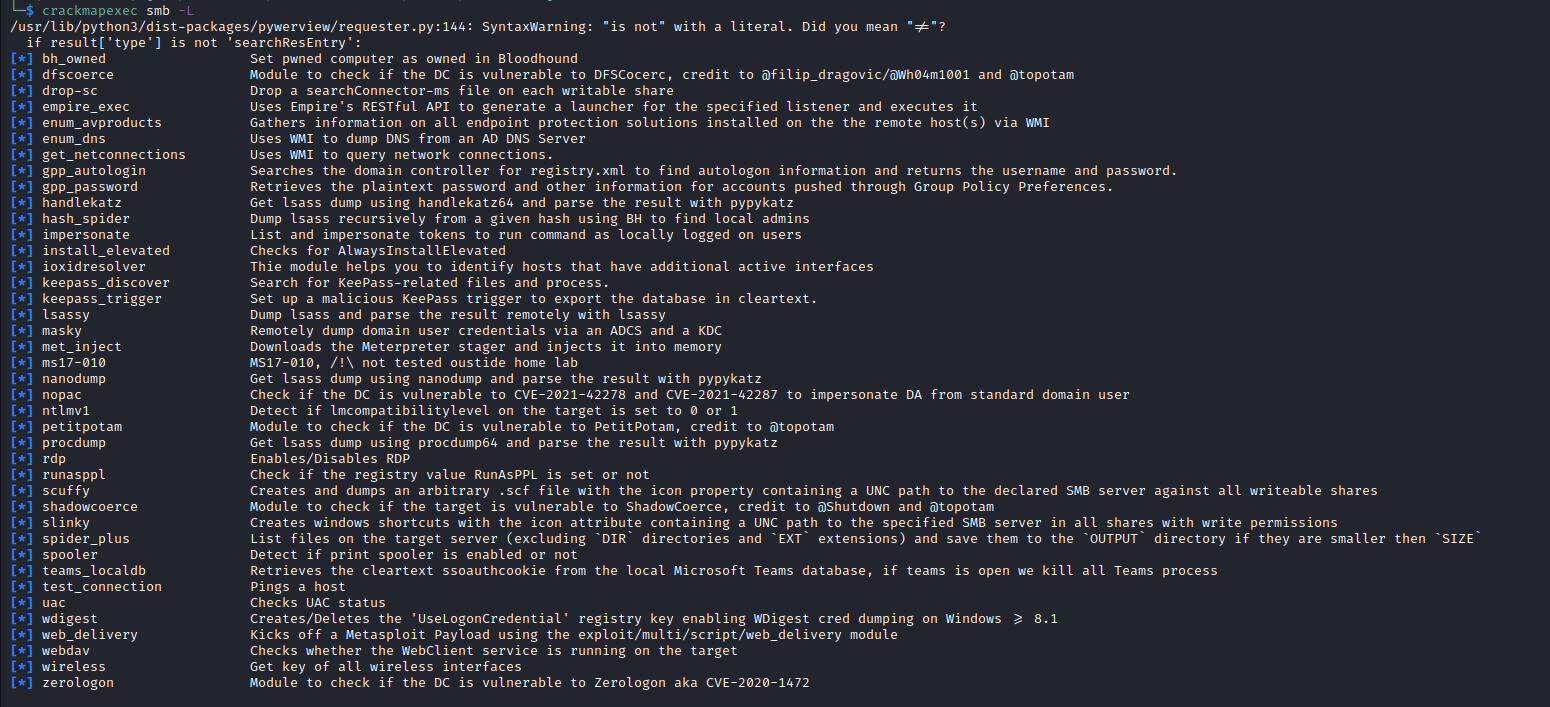 └─$ crackmapexec smb -L
/usr/lib/python3/dist-packages/pywerview/requester.py:144: SyntaxWarning: "is not" with a literal. Did you mean "≠"?
  if result['type'] is not 'searchResEntry':
[*] bh_owned                  Set pwned computer as owned in Bloodhound
[*] dfscoerce                 Module to check if the DC is vulnerable to DFSCocerc, credit to @filip_dragovic/@Wh04m1001 and @topotam
[*] drop-sc                   Drop a searchConnector-ms file on each writable share
[*] empire_exec               Uses Empire's RESTful API to generate a launcher for the specified listener and executes it
[*] enum_avproducts           Gathers information on all endpoint protection solutions installed on the the remote host(s) via WMI
[*] enum_dns                  Uses WMI to dump DNS from an AD DNS Server
[*] get_netconnections        Uses WMI to query network connections.
[*] gpp_autologin             Searches the domain controller for registry.xml to find autologon information and returns the username and password.
[*] gpp_password              Retrieves the plaintext password and other information for accounts pushed through Group Policy Preferences.
[*] handlekatz                Get lsass dump using handlekatz64 and parse the result with pypykatz
[*] hash_spider               Dump lsass recursively from a given hash using BH to find local admins
[*] impersonate               List and impersonate tokens to run command as locally logged on users
[*] install_elevated          Checks for AlwaysInstallElevated
[*] ioxidresolver             Thie module helps you to identify hosts that have additional active interfaces
[*] keepass_discover          Search for KeePass-related files and process.
[*] keepass_trigger           Set up a malicious KeePass trigger to export the database in cleartext.
[*] lsassy                    Dump lsass and parse the result remotely with lsassy
[*] masky                     Remotely dump domain user credentials via an ADCS and a KDC
[*] met_inject                Downloads the Meterpreter stager and injects it into memory
[*] ms17-010                  MS17-010, /!\ not tested oustide home lab
[*] nanodump                  Get lsass dump using nanodump and parse the result with pypykatz
[*] nopac                     Check if the DC is vulnerable to CVE-2021-42278 and CVE-2021-42287 to impersonate DA from standard domain user
[*] ntlmv1                    Detect if lmcompatibilitylevel on the target is set to 0 or 1
[*] petitpotam                Module to check if the DC is vulnerable to PetitPotam, credit to @topotam
[*] procdump                  Get lsass dump using procdump64 and parse the result with pypykatz
[*] rdp                       Enables/Disables RDP
[*] runasppl                  Check if the registry value RunAsPPL is set or not
[*] scuffy                    Creates and dumps an arbitrary .scf file with the icon property containing a UNC path to the declared SMB server against all writeable shares
[*] shadowcoerce              Module to check if the target is vulnerable to ShadowCoerce, credit to @Shutdown and @topotam
[*] slinky                    Creates windows shortcuts with the icon attribute containing a UNC path to the specified SMB server in all shares with write permissions
[*] spider_plus               List files on the target server (excluding `DIR` directories and `EXT` extensions) and save them to the `OUTPUT` directory if they are smaller then `SIZE`
[*] spooler                   Detect if print spooler is enabled or not
[*] teams_localdb             Retrieves the cleartext ssoauthcookie from the local Microsoft Teams database, if teams is open we kill all Teams process
[*] test_connection           Pings a host
[*] uac                       Checks UAC status
[*] wdigest                   Creates/Deletes the 'UseLogonCredential' registry key enabling WDigest cred dumping on Windows ⩾ 8.1
[*] web_delivery              Kicks off a Metasploit Payload using the exploit/multi/script/web_delivery module
[*] webdav                    Checks whether the WebClient service is running on the target
[*] wireless                  Get key of all wireless interfaces
[*] zerologon                 Module to check if the DC is vulnerable to Zerologon aka CVE-2020-1472